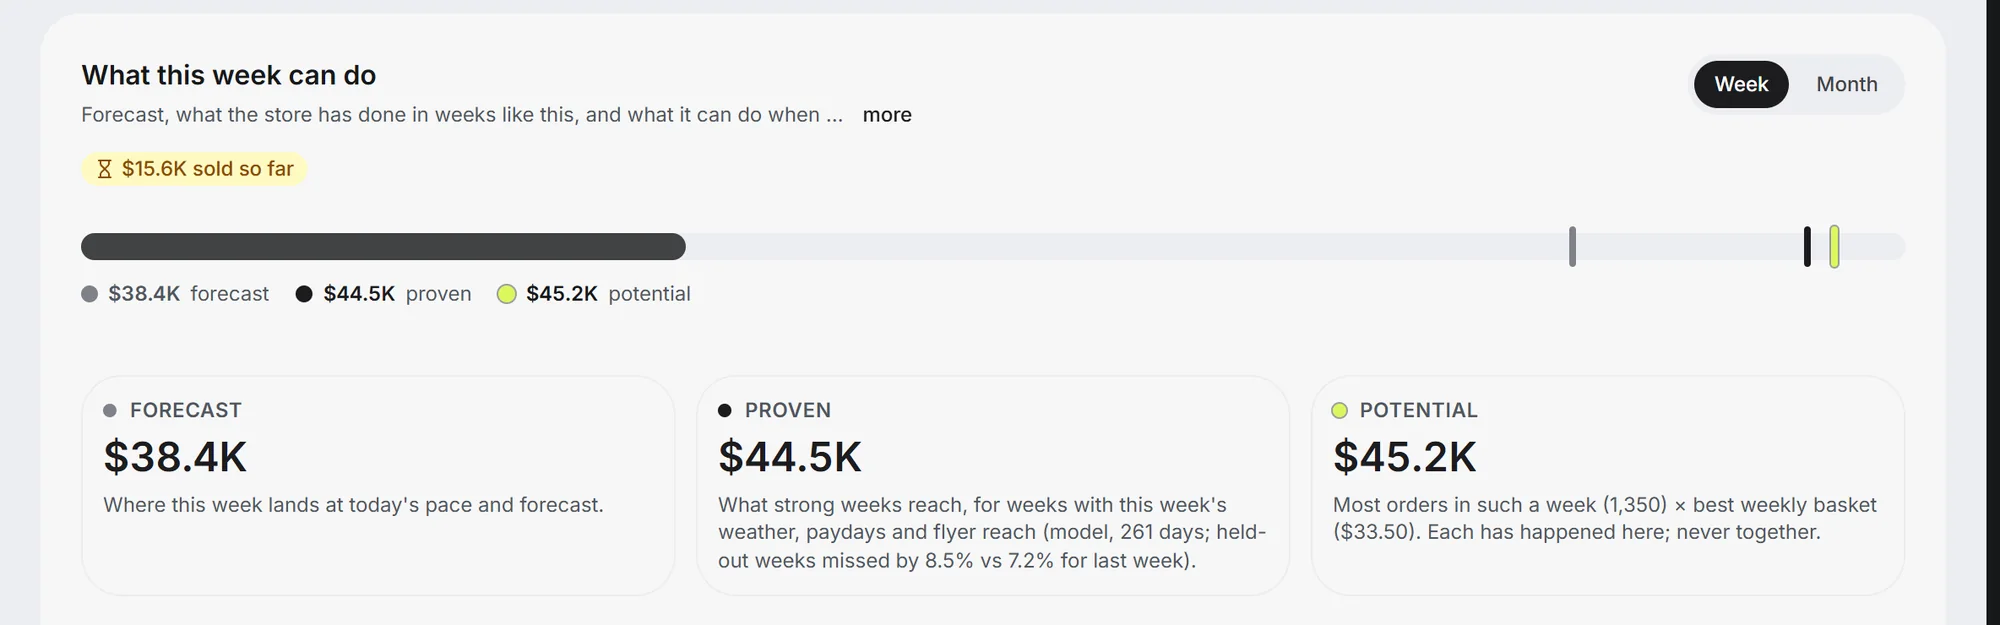 What this week can do
Week
Month
Forecast, what the store has done in weeks like this, and what it can do when ... more
$15.6K sold so far
$38.4K forecast $44.5K proven $45.2K potential
FORECAST
$38.4K
Where this week lands at today's pace and forecast.
PROVEN
$44.5K
What strong weeks reach, for weeks with this week's
weather, paydays and flyer reach (model, 261 days; held-
out weeks missed by 8.5% vs 7.2% for last week).
POTENTIAL
$45.2K
Most orders in such a week (1,350) × best weekly basket
($33.50). Each has happened here; never together.